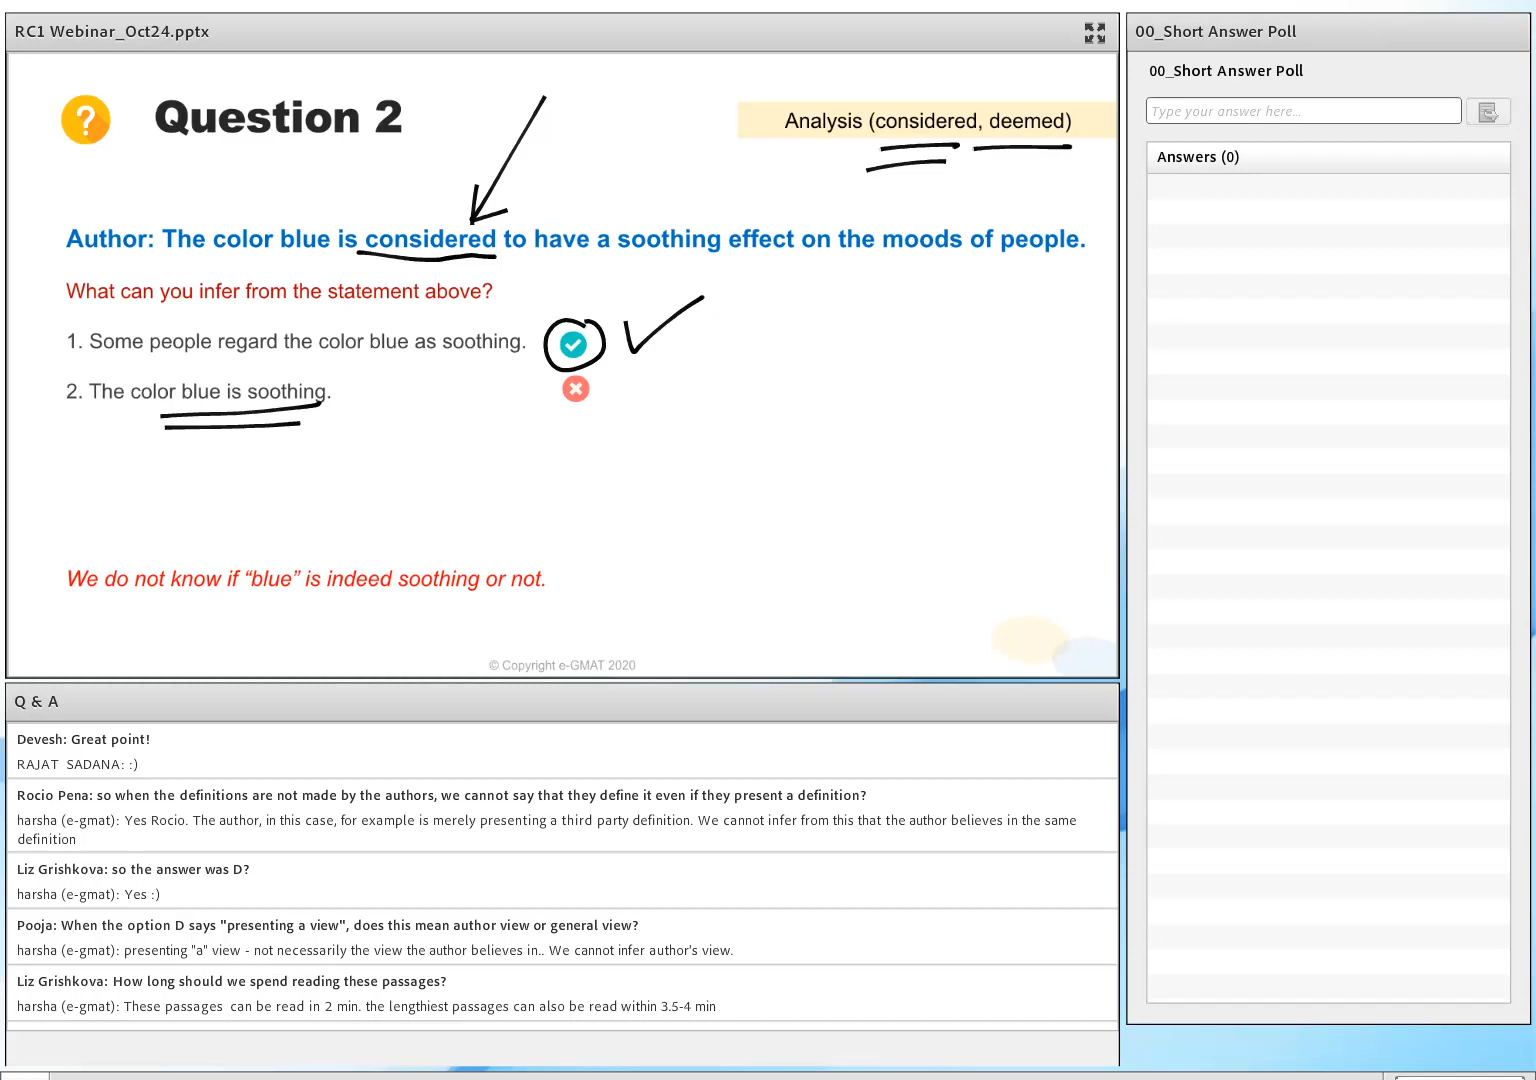 RC1 Webinar_Oct24.pptx
?
Question 2
Analysis (considered, deemed)
Author: The color blue is considered to have a soothing effect on the moods of people.
What can you infer from the statement above?
1. Some people regard the color blue as soothing.
2. The color blue is soothing.
We do not know if “blue” is indeed soothing or not.
© Copyright e-GMAT 2020
Q & A
Devesh: Great point!
RAJAT  SADANA: :)
Rocio Pena: so when the definitions are not made by the authors, we cannot say that they define it even if they present a definition?
harsha (e-gmat): Yes Rocio. The author, in this case, for example is merely presenting a third party definition. We cannot infer from this that the author believes in the same
definition
Liz Grishkova: so the answer was D?
harsha (e-gmat): Yes :)
Pooja: When the option D says "presenting a view", does this mean author view or general view?
harsha (e-gmat): presenting "a" view - not necessarily the view the author believes in.. We cannot infer author's view.
Liz Grishkova: How long should we spend reading these passages?
harsha (e-gmat): These passages  can be read in 2 min. the lengthiest passages can also be read within 3.5-4 min
00_Short Answer Poll
00_Short Answer Poll
Type your answer here...
Answers (0)